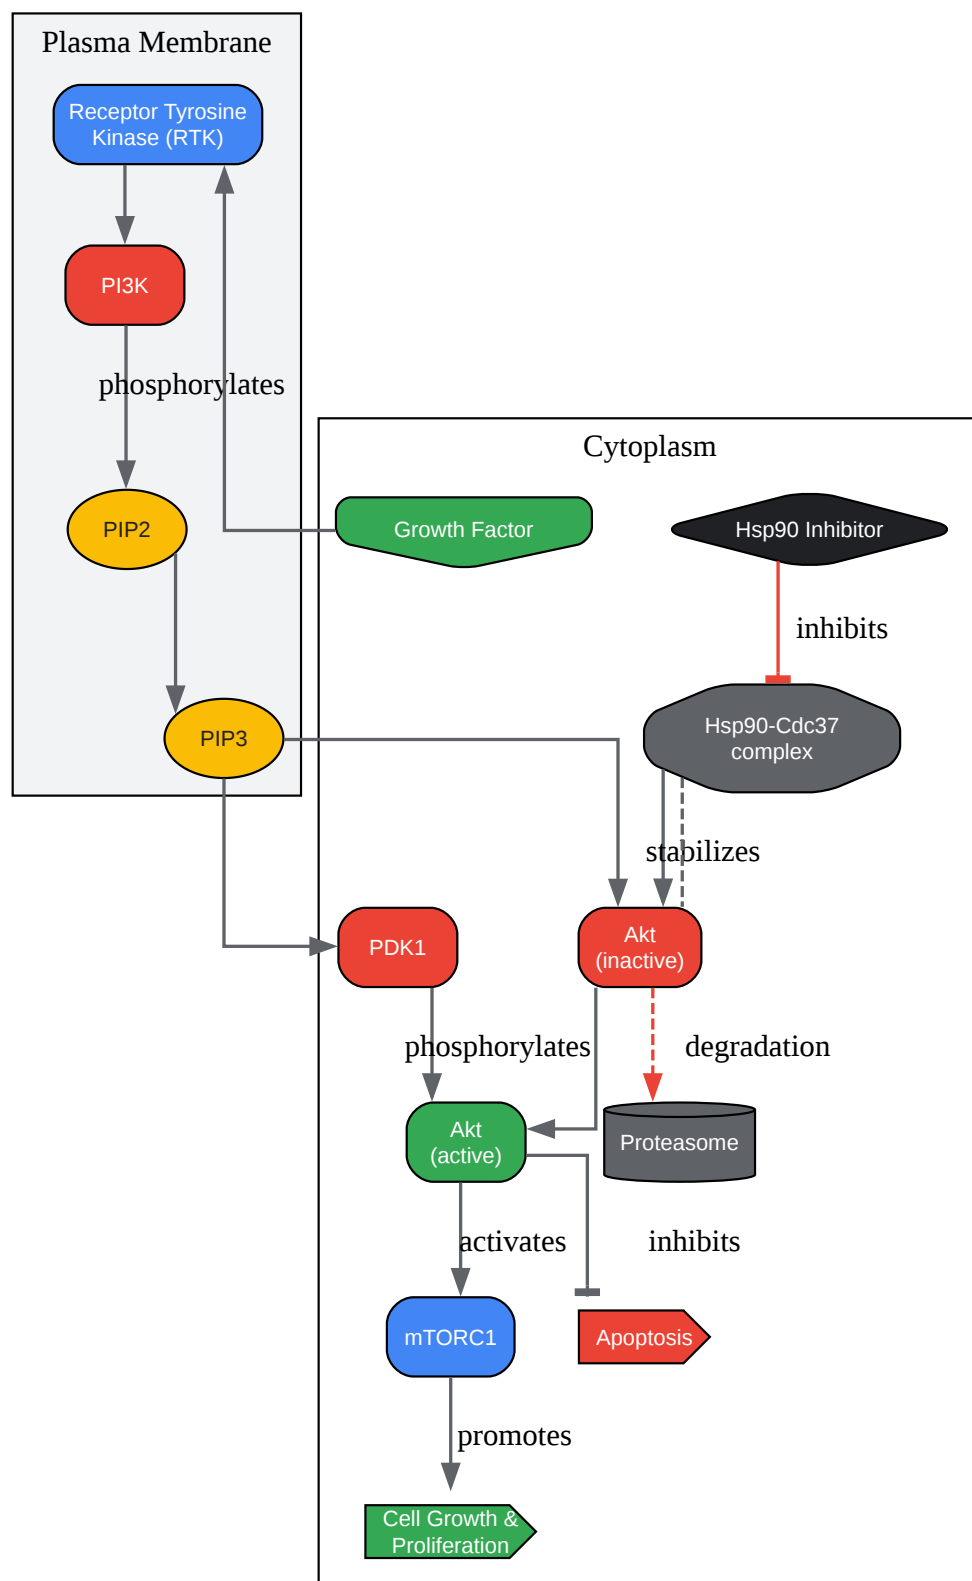 Plasma Membrane
Receptor Tyrosine
Kinase (RTK)
PI3K
phosphorylates
Cytoplasm
PIP2
Growth Factor
Hsp90 Inhibitor
inhibits
PIP3
Hsp90-Cdc37
complex
stabilizes
PDK1
Akt
(inactive)
phosphorylates
degradation
Akt
(active)
Proteasome
activates
inhibits
mTORC1
Apoptosis
promotes
Cell Growth &
Proliferation